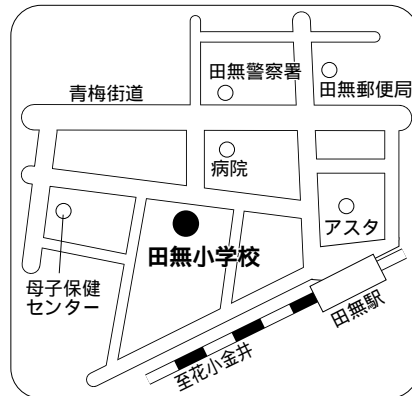 田無警察署
田無郵便局
青梅街道
病院
アスタ
田無小学校
母子保健
センター
田無駅
至花小金井